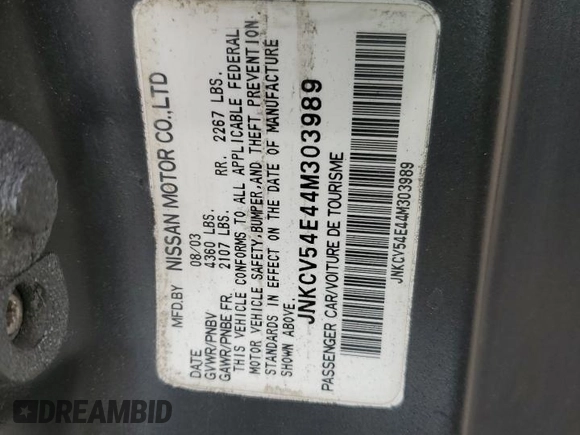 MFD.BY NISSAN MOTOR CO.,LTD
DATE 08/03
GVWR/PNBV 4360 LBS.
GAWR/PNBE FR. 2107 LBS. RR. 2267 LBS.
THIS VEHICLE CONFORMS TO ALL APPLICABLE FEDERAL
MOTOR VEHICLE SAFETY,BUMPER,AND THEFT PREVENTION
STANDARDS IN EFFECT ON THE DATE OF MANUFACTURE
SHOWN ABOVE.
JNKCV54E44M303989
PASSENGER CAR/VOITURE DE TOURISME
JNKCV54E44M303989
DREAMBID